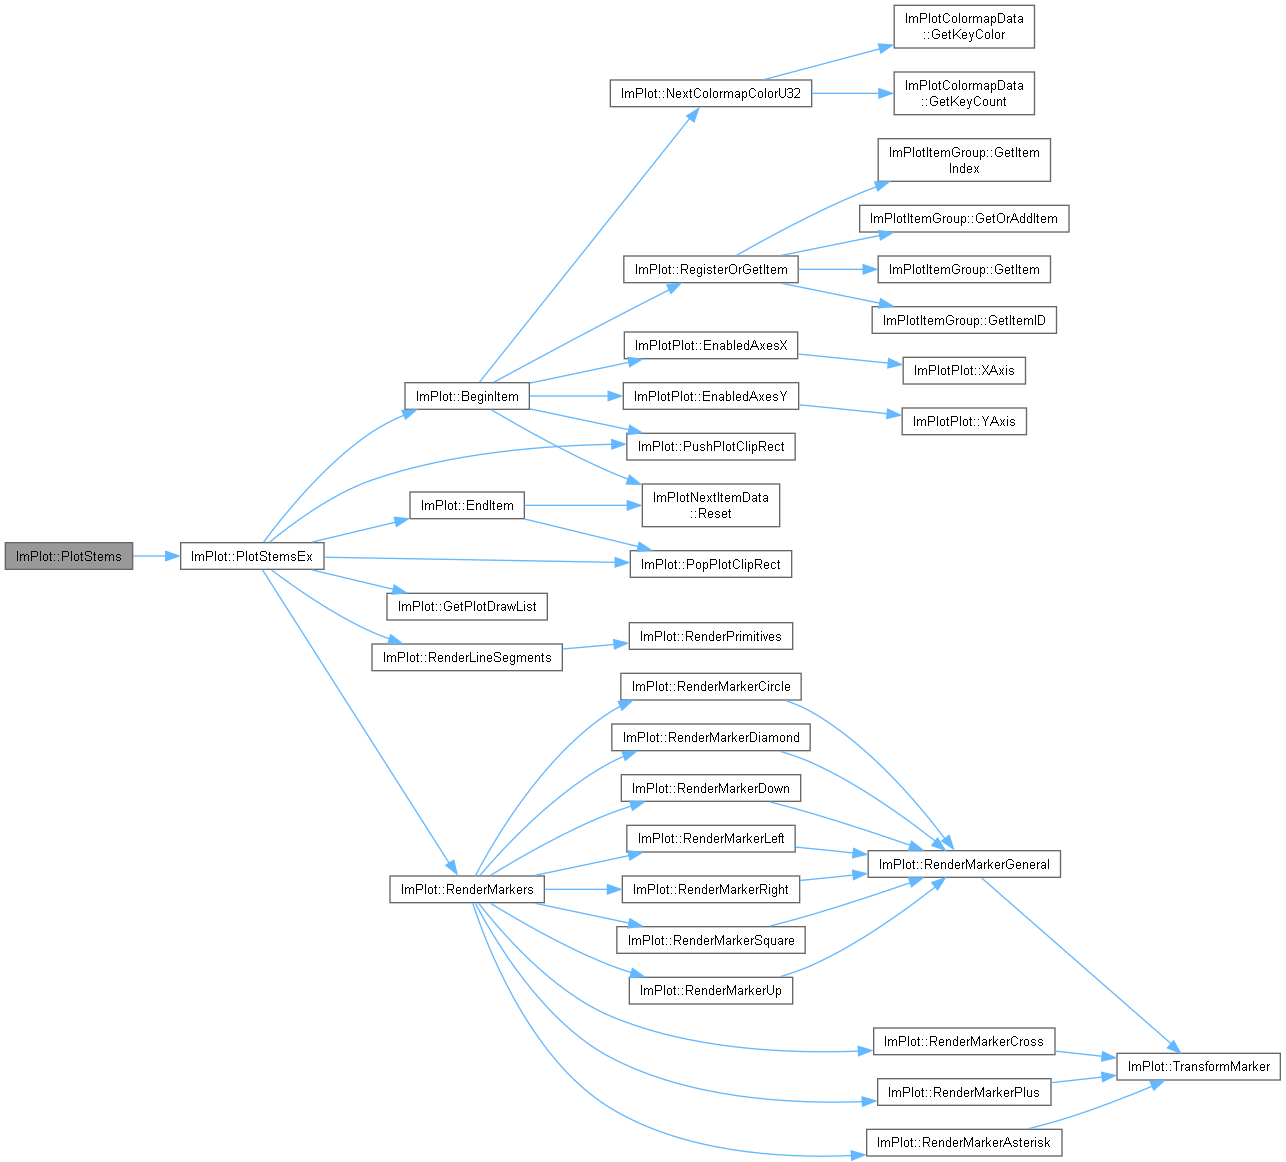 ImPlotColormapData
::GetKeyColor
ImPlot::NextColormapColorU32
ImPlotColormapData
::GetKeyCount
ImPlotItemGroup::GetItem
Index
ImPlotItemGroup::GetOrAddItem
ImPlot::RegisterOrGetItem
ImPlotItemGroup::GetItem
ImPlotItemGroup::GetItemID
ImPlotPlot::EnabledAxesX
ImPlotPlot::XAxis
ImPlot::BeginItem
ImPlotPlot::EnabledAxesY
ImPlotPlot::YAxis
ImPlot::PushPlotClipRect
ImPlot::EndItem
ImPlotNextItemData
::Reset
ImPlot::PlotStems
ImPlot::PlotStemsEx
ImPlot::PopPlotClipRect
ImPlot::GetPlotDrawList
ImPlot::RenderPrimitives
ImPlot::RenderLineSegments
ImPlot::RenderMarkerCircle
ImPlot::RenderMarkerDiamond
ImPlot::RenderMarkerDown
ImPlot::RenderMarkerLeft
ImPlot::RenderMarkerGeneral
ImPlot::RenderMarkers
ImPlot::RenderMarkerRight
ImPlot::RenderMarkerSquare
ImPlot::RenderMarkerUp
ImPlot::RenderMarkerCross
ImPlot::TransformMarker
ImPlot::RenderMarkerPlus
ImPlot::RenderMarkerAsterisk